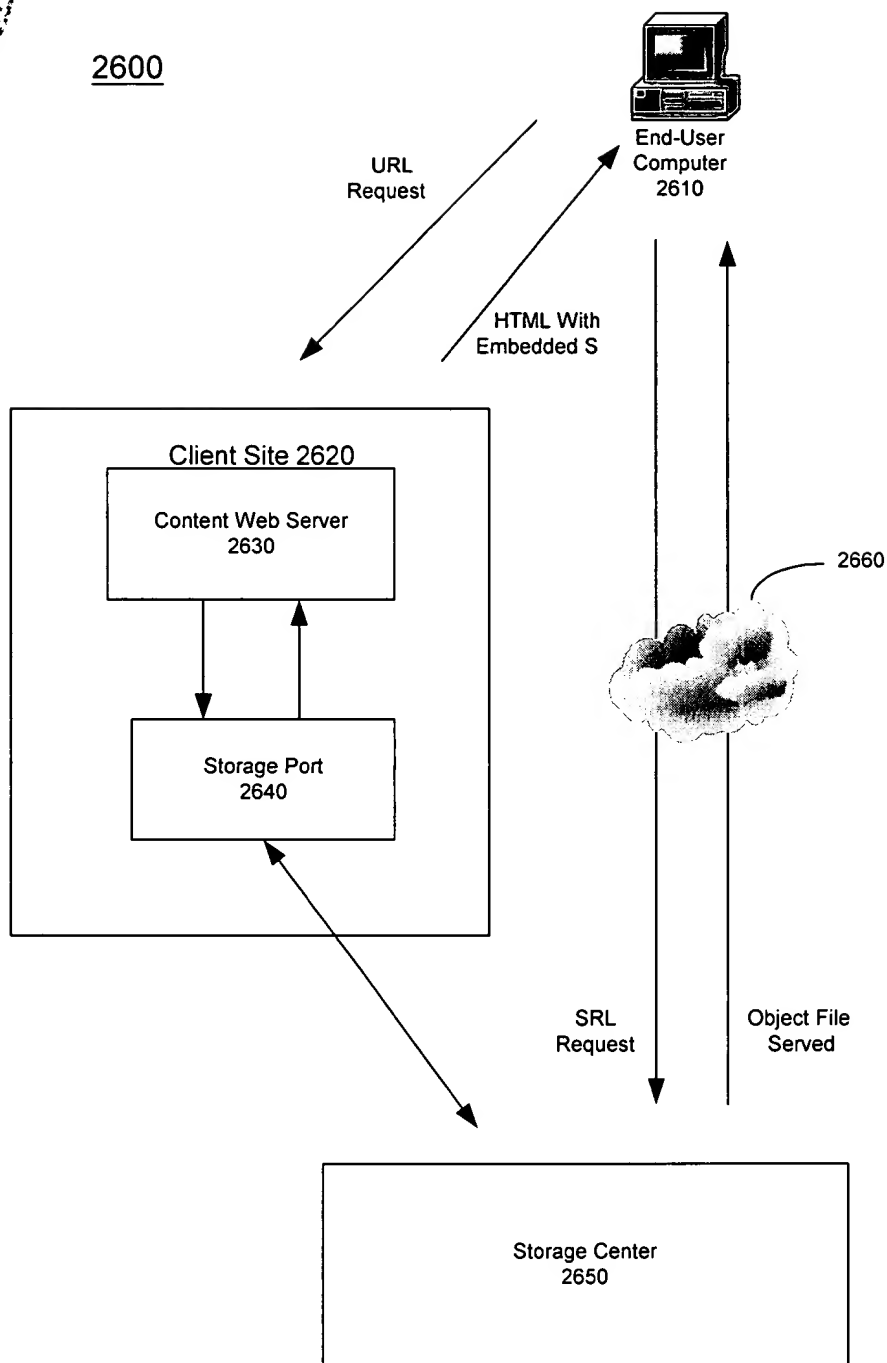 2600
End-User
Computer
2610
URL
Request
HTML With
Embedded S
Client Site 2620
Content Web Server
2630
2660
Storage Port
2640
SRL
Request
Object File
Served
Storage Center
2650